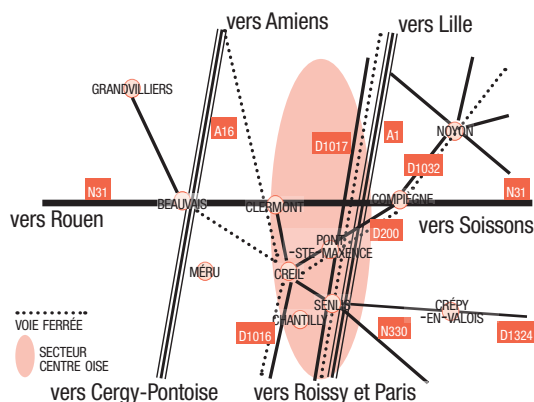 vers Amiens
vers Lille
GRANDVILLIERS
A16
D1017
A1
NOYON
D1032
N31
BEAUVAIS
CLERMONT
COMPIÈGNE
N31
vers Rouen
vers Soissons
D200
PONT
-STE-MAXENCE
MÉRU
CREIL
SENLIS
CRÉPY
-EN-VALOIS
CHANTILLY
D1016
N330
D1324
VOIE FERRÉE
SECTEUR
CENTRE OISE
vers Cergy-Pontoise
vers Roissy et Paris